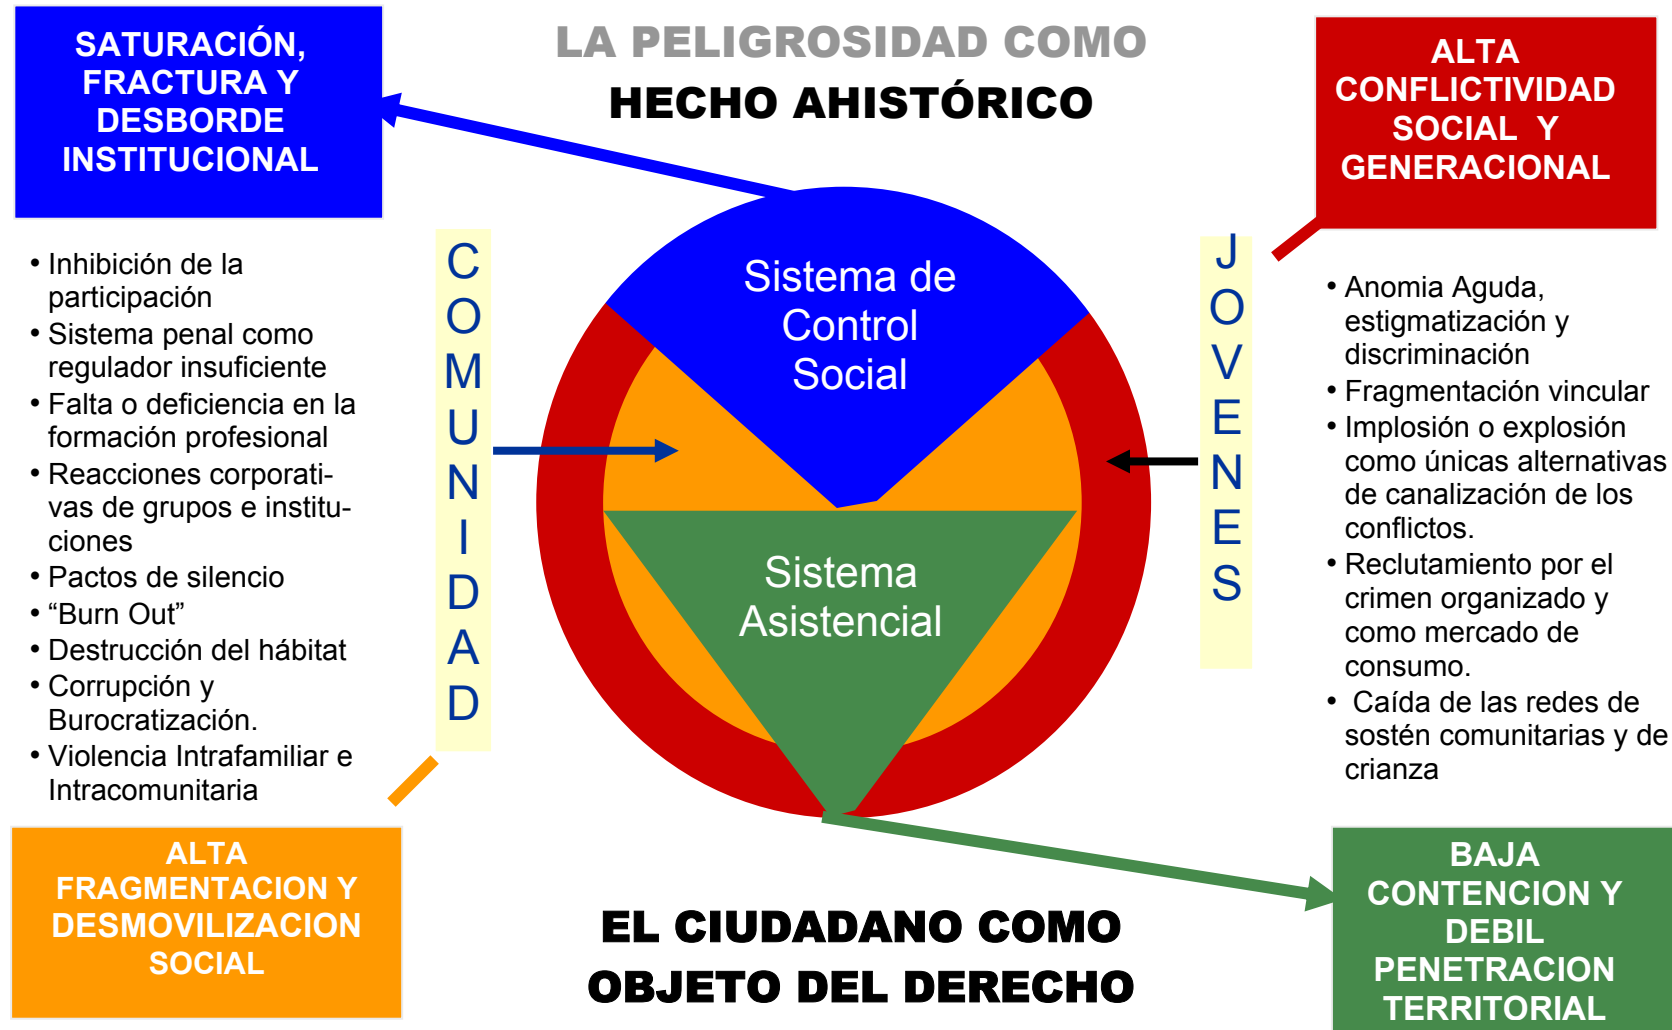 SATURACIÓN,
FRACTURA Y
DESBORDE
INSTITUCIONAL
LA PELIGROSIDAD COMO
HECHO AHISTÓRICO
ALTA
CONFLICTIVIDAD
SOCIAL Y
GENERACIONAL
• Inhibición de la
participación
• Sistema penal como
regulador insuficiente
• Falta o deficiencia en la
formación profesional
• Reacciones corporati-
vas de grupos e institu-
ciones
• Pactos de silencio
• “Burn Out”
• Destrucción del hábitat
• Corrupción y
Burocratización.
• Violencia Intrafamiliar e
Intracomunitaria
C
O
M
U
N
I
D
A
D
Sistema de
Control
Social
Sistema
Asistencial
J
O
V
E
N
E
S
• Anomia Aguda,
estigmatización y
discriminación
• Fragmentación vincular
• Implosión o explosión
como únicas alternativas
de canalización de los
conflictos.
• Reclutamiento por el
crimen organizado y
como mercado de
consumo.
• Caída de las redes de
sostén comunitarias y de
crianza
ALTA
FRAGMENTACION Y
DESMOVILIZACION
SOCIAL
EL CIUDADANO COMO
OBJETO DEL DERECHO
BAJA
CONTENCION Y
DEBIL
PENETRACION
TERRITORIAL